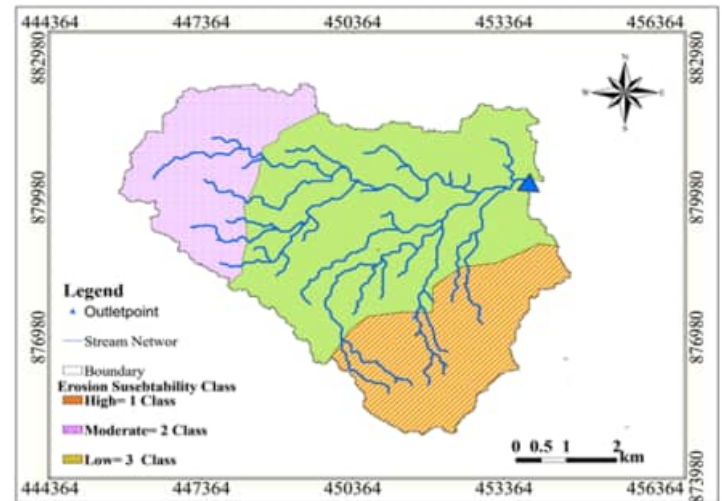 444364 447364 450364 453364 456364
882980 882980
N
W E
S
879980 879980
Legend
Outletpoint
Stream Networ
Boundary
Erosion Susebtability Class
High= 1 Class
Moderate= 2 Class
Low= 3 Class
876980 876980
0 0.5 1 2
km
873980
444364 447364 450364 453364 456364